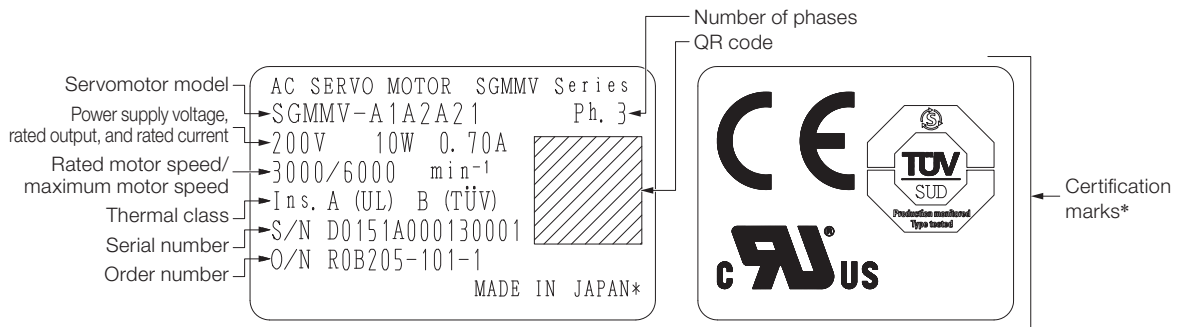 Number of phases
QR code
Servomotor model
Power supply voltage,
rated output, and rated current
Rated motor speed/
maximum motor speed
Thermal class
Serial number
Order number
AC SERVO MOTOR SGMMV Series
SGMMV-A1A2A21 Ph. 3
200V 10W 0.70A
3000/6000 min⁻¹
Ins. A (UL) B (TÜV)
S/N D0151A000130001
O/N R0B205-101-1
MADE IN JAPAN*
CE
S
TÜV
SUD
Production monitored
Type tested
C RU® US
Certification
marks*